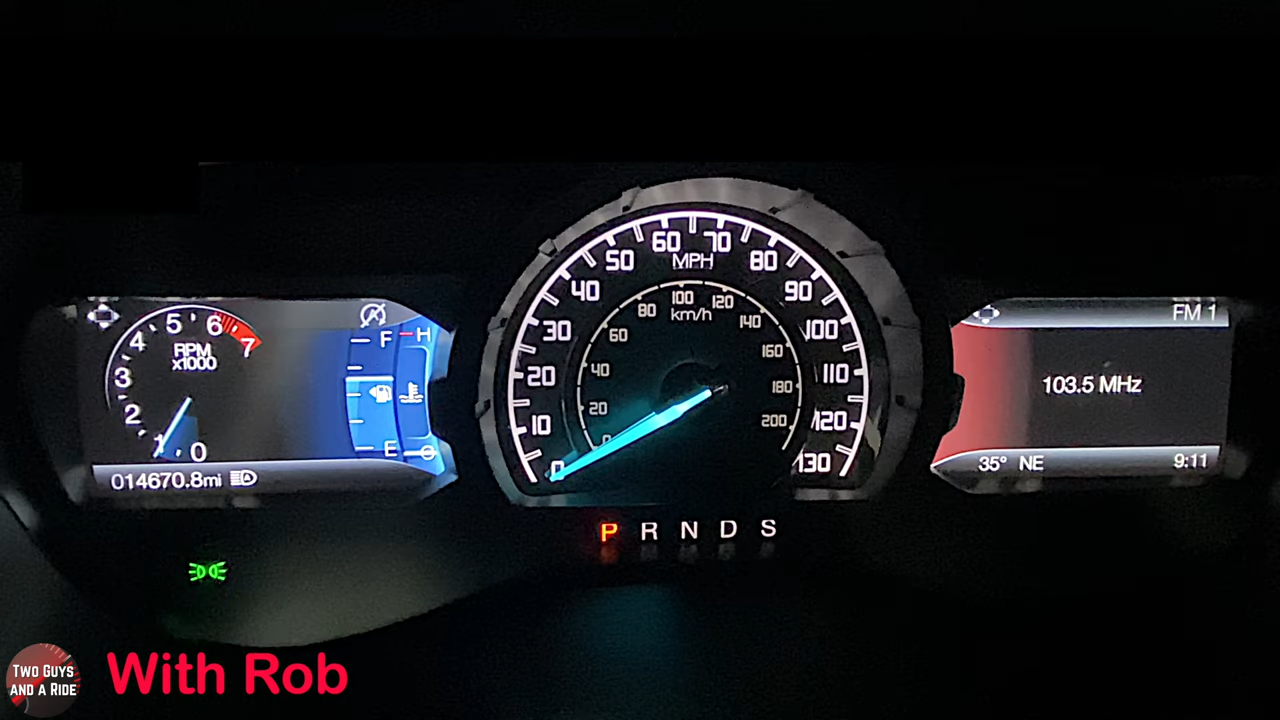 5 6
4 7
RPM
x1000
3
2
1 0
F H
E C
014670.8mi
60 70
50 MPH 80
40 90
30 100
20 110
10 120
0 130
100
80 120
km/h
60 140
160
40
180
20
200
0
P R N D S
FM 1
103.5 MHz
35° NE 9:11
TWO GUYS
AND A RIDE
With Rob